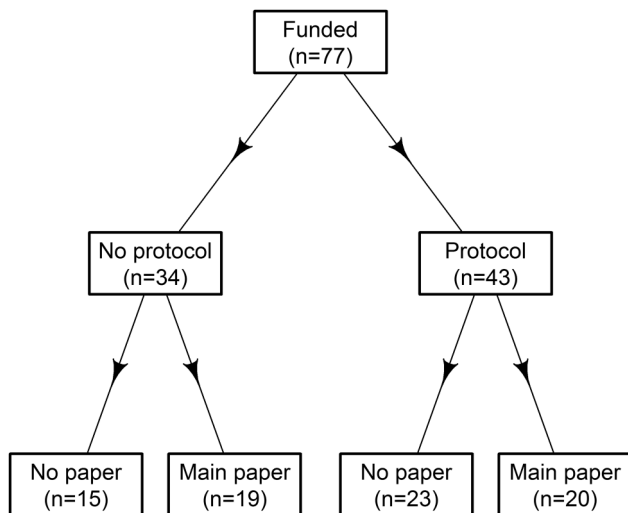 Funded
(n=77)
No protocol
(n=34)
Protocol
(n=43)
No paper
(n=15)
Main paper
(n=19)
No paper
(n=23)
Main paper
(n=20)